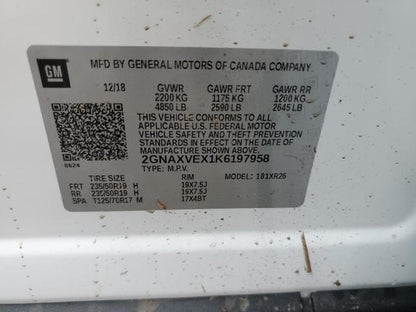 GM
MFD BY GENERAL MOTORS OF CANADA COMPANY
12/18 GVWR GAWR FRT GAWR RR
2200 KG 1175 KG 1200 KG
4850 LB 2590 LB 2645 LB
THIS VEHICLE CONFORMS TO ALL
APPLICABLE U.S. FEDERAL MOTOR
VEHICLE SAFETY AND THEFT PREVENTION
STANDARDS IN EFFECT ON THE DATE
OF MANUFACTURE SHOWN ABOVE.
2GNAXVEX1K6197958
TYPE: M.P.V. MODEL: 1B1XR26
8624
TIRE SIZE RIM
FRT 235/50R19 H 19X7.5J
RR 235/50R19 H 19X7.5J
SPA T125/70R17 M 17X4BT